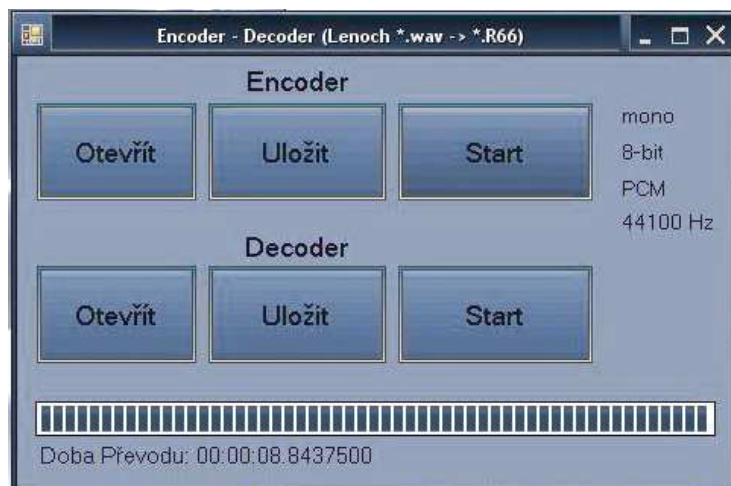 Encoder - Decoder (Lenoch *.wav -> *.R66)
Encoder
Otevřít Uložit Start
mono
8-bit
PCM
44100 Hz
Decoder
Otevřít Uložit Start
Doba Převodu: 00:00:08.8437500